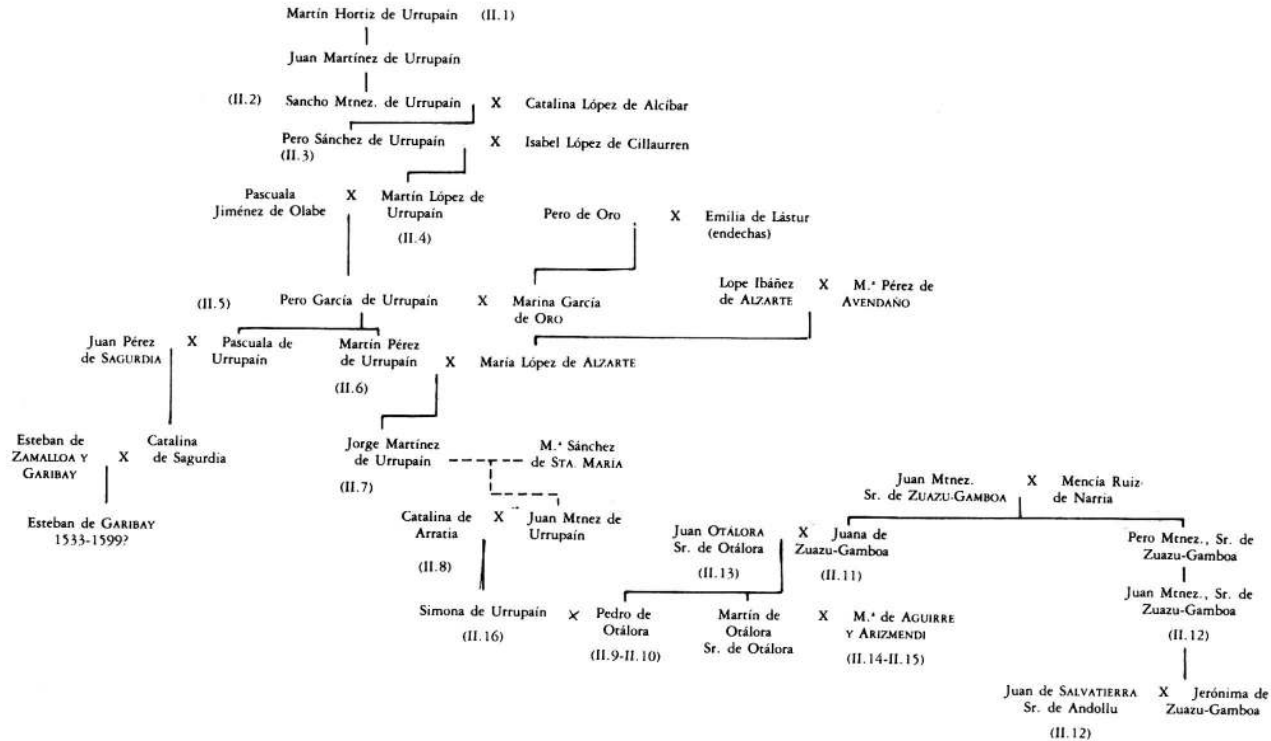 Martín Hortiz de Urrupaín (II.1)
Juan Martínez de Urrupaín
(II.2) Sancho Mtnez. de Urrupaín X Catalina López de Alcíbar
Pero Sánchez de Urrupaín X Isabel López de Cillaurren
(II.3)
Pascuala X Martín López de
Jiménez de Olabe Urrupaín
(II.4)
Pero de Oro X Emilia de Lástur
(endechas)
Lope Ibáñez X M.ª Pérez de
de ALZARTE AVENDAÑO
(II.5) Pero García de Urrupaín X Marina García
de ORO
Juan Pérez X Pascuala de Martín Pérez
de SAGURDIA Urrupaín de Urrupaín X María López de ALZARTE
(II.6)
Esteban de Catalina
ZAMALLOA Y X de Sagurdia
GARIBAY
Jorge Martínez M.ª Sánchez
de Urrupaín de STA. MARÍA
(II.7)
Esteban de GARIBAY
1533-1599?
Juan Mtnez. X Mencía Ruiz
Sr. de ZUAZU-GAMBOA de Narria
Catalina de X Juan Mtnez de
Arratia Urrupaín
(II.8)
Juan OTÁLORA X Juana de
Sr. de Otálora Zuazu-Gamboa
(II.13) (II.11)
Pero Mtnez., Sr. de
Zuazu-Gamboa
Juan Mtnez., Sr. de
Zuazu-Gamboa
(II.12)
Simona de Urrupaín X Pedro de Martín de X M.ª de AGUIRRE
(II.16) Otálora Otálora Y ARIZMENDI
(II.9-II.10) Sr. de Otálora (II.14-II.15)
Juan de SALVATIERRA X Jerónima de
Sr. de Andollu Zuazu-Gamboa
(II.12)